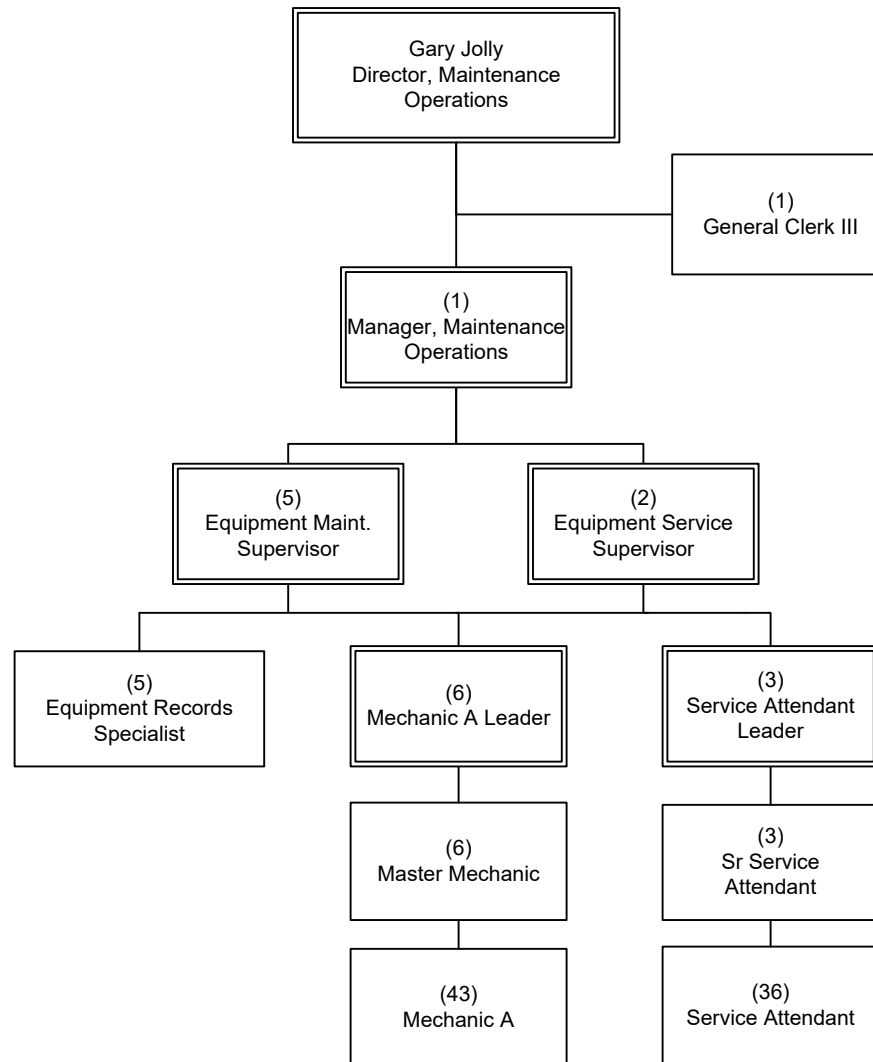 Gary Jolly
Director, Maintenance
Operations
(1)
General Clerk III
(1)
Manager, Maintenance
Operations
(5)
Equipment Maint.
Supervisor
(2)
Equipment Service
Supervisor
(5)
Equipment Records
Specialist
(6)
Mechanic A Leader
(3)
Service Attendant
Leader
(6)
Master Mechanic
(3)
Sr Service
Attendant
(43)
Mechanic A
(36)
Service Attendant